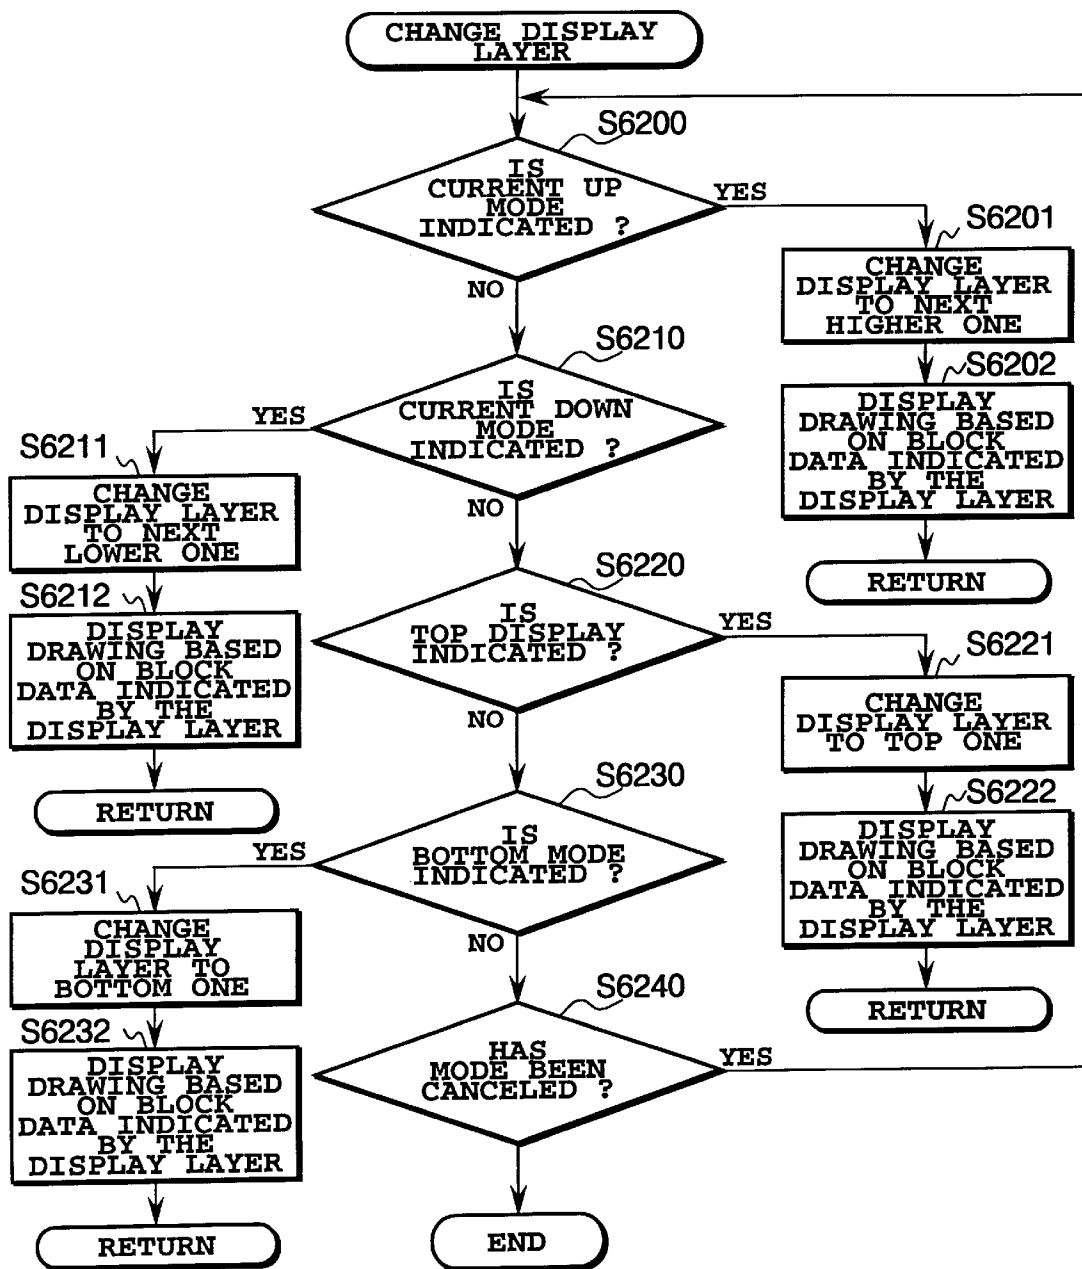 CHANGE DISPLAY
LAYER
S6200
IS
CURRENT UP
MODE
INDICATED ?
YES
NO
S6201
CHANGE
DISPLAY LAYER
TO NEXT
HIGHER ONE
S6202
DISPLAY
DRAWING BASED
ON BLOCK
DATA INDICATED
BY THE
DISPLAY LAYER
RETURN
S6210
IS
CURRENT DOWN
MODE
INDICATED ?
YES
NO
S6211
CHANGE
DISPLAY LAYER
TO NEXT
LOWER ONE
S6212
DISPLAY
DRAWING BASED
ON BLOCK
DATA INDICATED
BY THE
DISPLAY LAYER
RETURN
S6220
IS
TOP DISPLAY
INDICATED ?
YES
NO
S6221
CHANGE
DISPLAY LAYER
TO TOP ONE
S6222
DISPLAY
DRAWING BASED
ON BLOCK
DATA INDICATED
BY THE
DISPLAY LAYER
RETURN
S6230
IS
BOTTOM MODE
INDICATED ?
YES
NO
S6231
CHANGE
DISPLAY
LAYER TO
BOTTOM ONE
S6232
DISPLAY
DRAWING BASED
ON BLOCK
DATA INDICATED
BY THE
DISPLAY LAYER
RETURN
S6240
HAS
MODE BEEN
CANCELED ?
YES
END